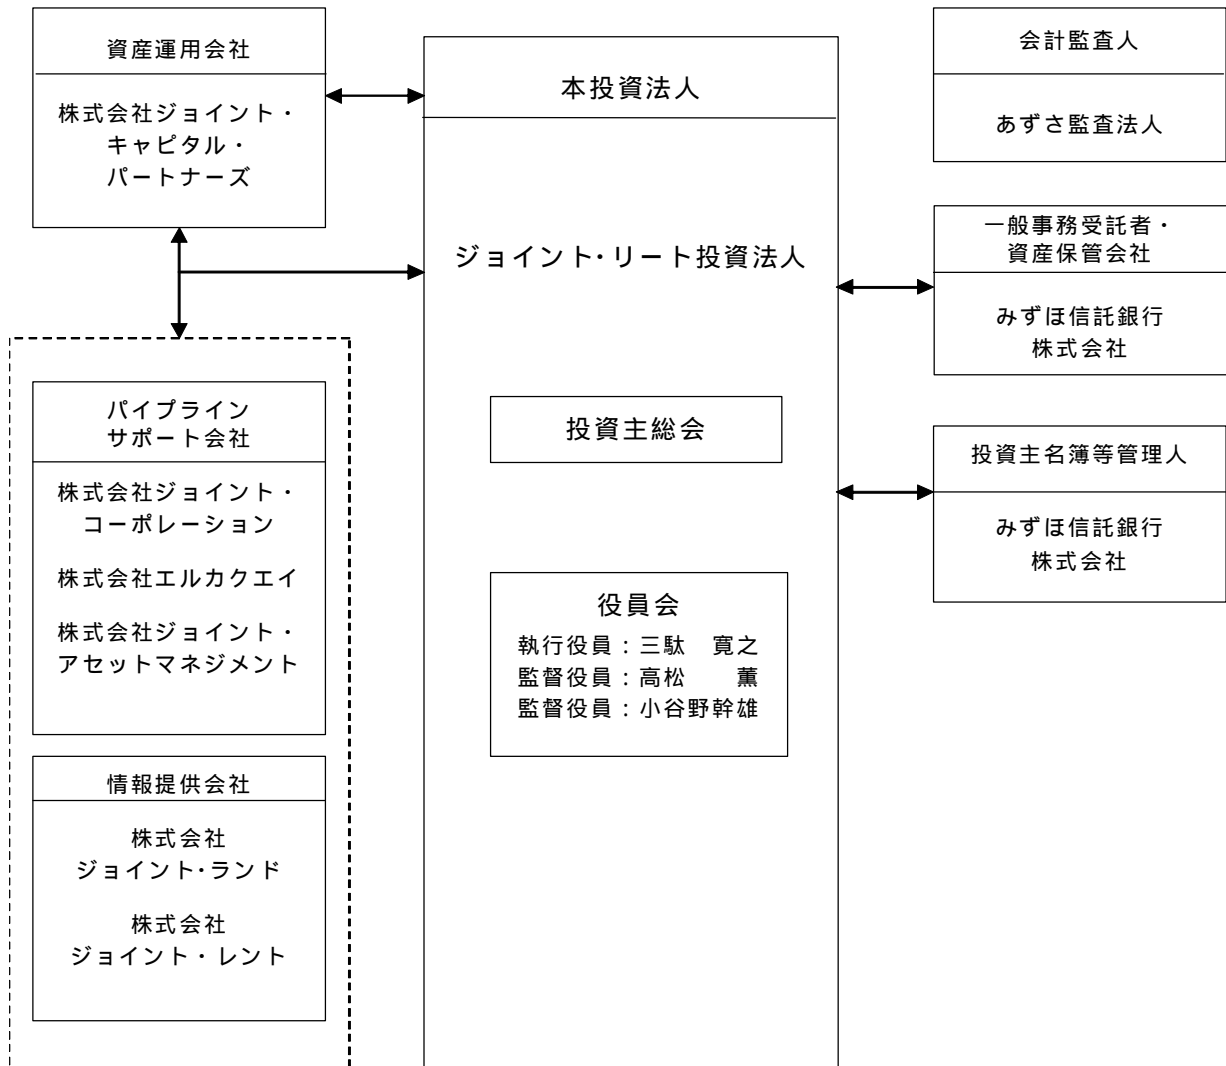 資産運用会社
株式会社ジョイント・
キャピタル・
パートナーズ
パイプライン
サポート会社
株式会社ジョイント・
コーポレーション
株式会社エルカクエイ
株式会社ジョイント・
アセットマネジメント
情報提供会社
株式会社
ジョイント・ランド
株式会社
ジョイント・レント
本投資法人
ジョイント・リート投資法人
投資主総会
役員会
執行役員：三駄　寛之
監督役員：高松　　薫
監督役員：小谷野幹雄
会計監査人
あずさ監査法人
一般事務受託者・
資産保管会社
みずほ信託銀行
株式会社
投資主名簿等管理人
みずほ信託銀行
株式会社